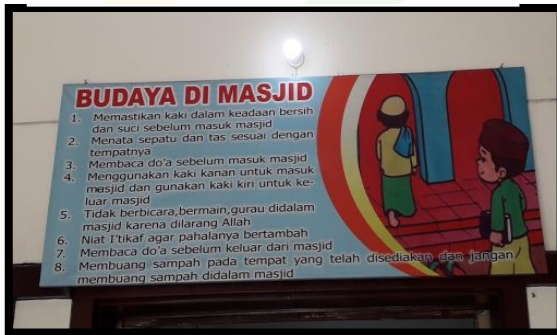 BUDAYA DI MASJID
1. Memastikan kaki dalam keadaan bersih
dan suci sebelum masuk masjid
2. Menata sepatu dan tas sesuai dengan
tempatnya
3. Membaca do'a sebelum masuk masjid
4. Menggunakan kaki kanan untuk masuk
masjid dan gunakan kaki kiri untuk ke-
luar masjid
5. Tidak berbicara,bermain,gurau didalam
masjid karena dilarang Allah
6. Niat I'tikaf agar pahalanya bertambah
7. Membaca do'a sebelum keluar dari masjid
8. Membuang sampah pada tempat yang telah disediakan dan jangan
membuang sampah didalam masjid